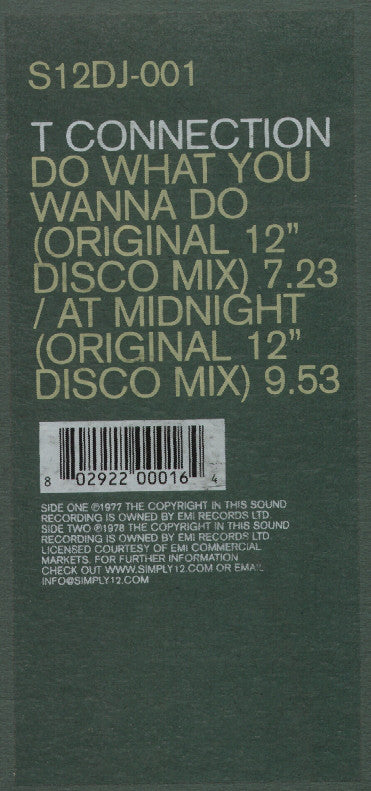 S12DJ-001
T CONNECTION
DO WHAT YOU
WANNA DO
(ORIGINAL 12"
DISCO MIX) 7.23
/ AT MIDNIGHT
(ORIGINAL 12"
DISCO MIX) 9.53
8 02922 00016 4
SIDE ONE ℗1977 THE COPYRIGHT IN THIS SOUND
RECORDING IS OWNED BY EMI RECORDS LTD.
SIDE TWO ℗1978 THE COPYRIGHT IN THIS SOUND
RECORDING IS OWNED BY EMI RECORDS LTD.
LICENSED COURTESY OF EMI COMMERCIAL
MARKETS. FOR FURTHER INFORMATION
CHECK OUT WWW.SIMPLY12.COM OR EMAIL
INFO@SIMPLY12.COM